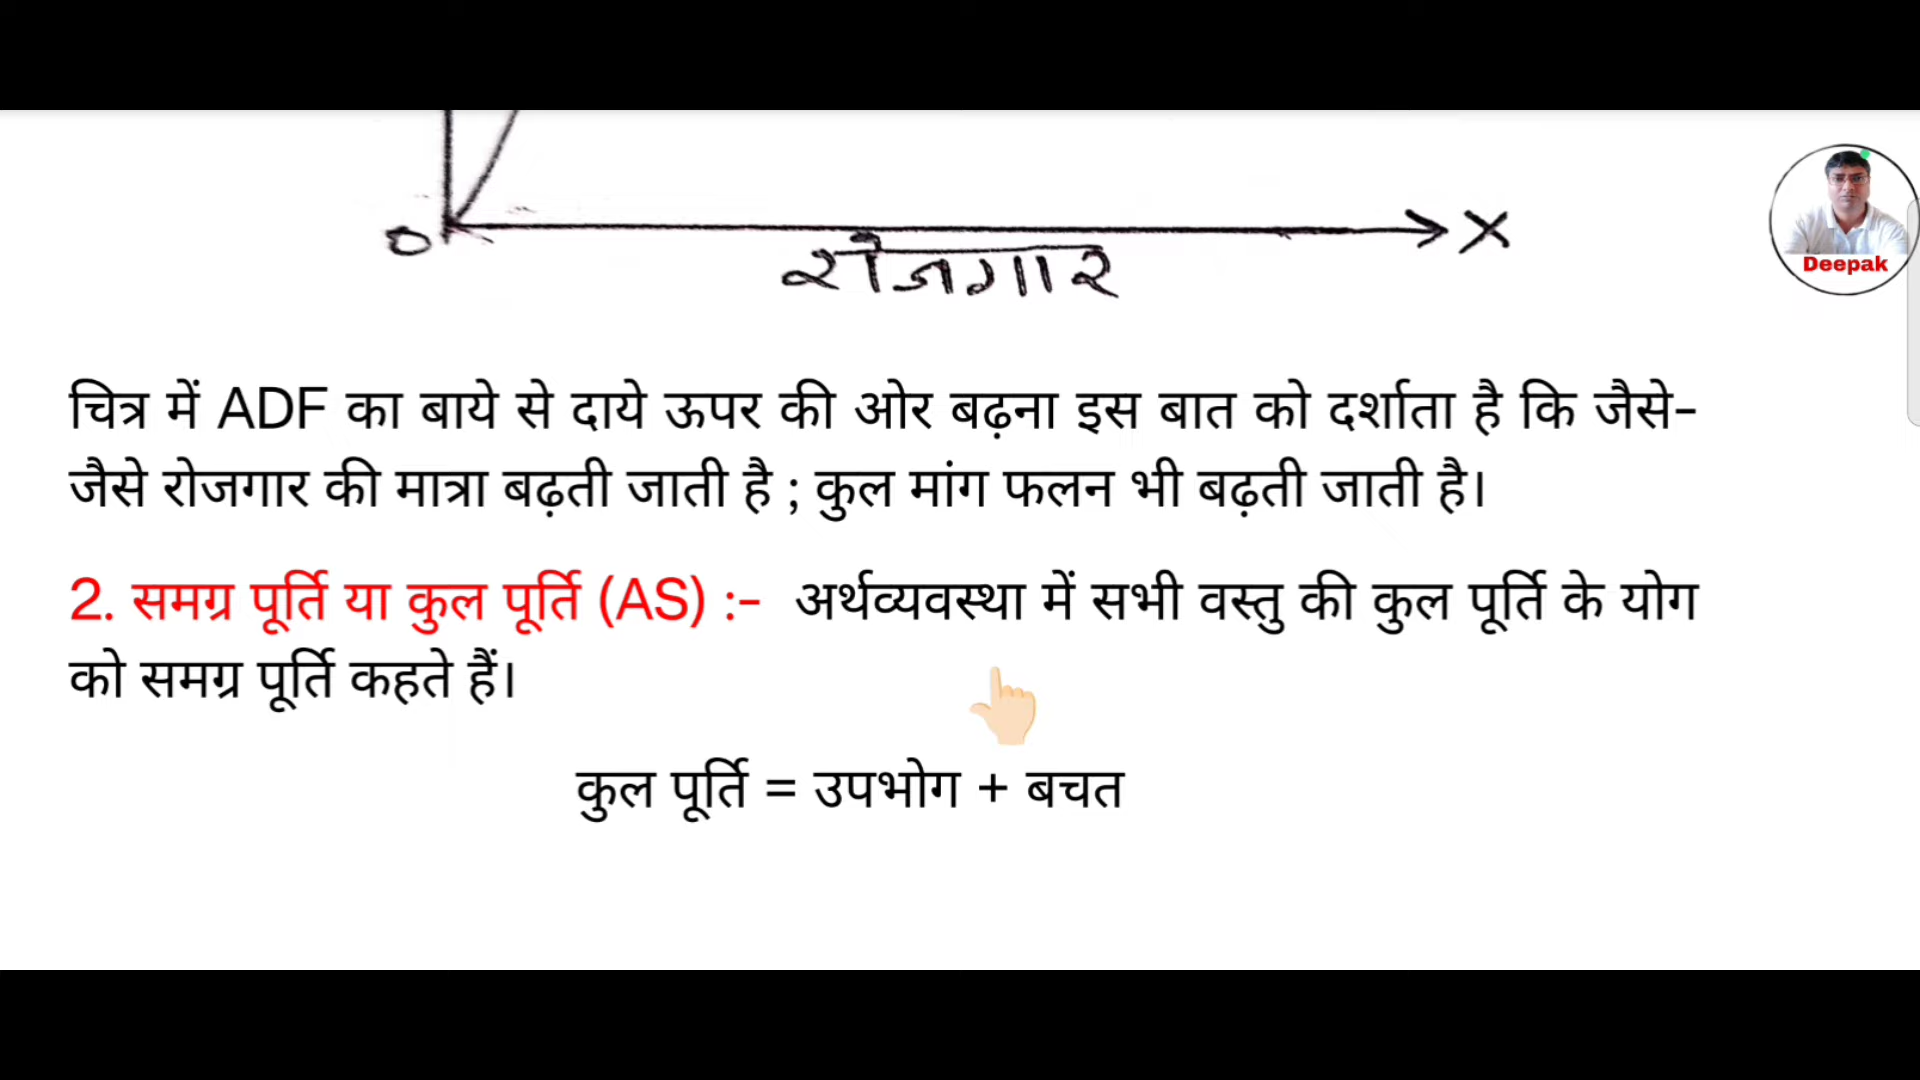 0
X
रोजगार
Deepak
चित्र में ADF का बाये से दाये ऊपर की ओर बढ़ना इस बात को दर्शाता है कि जैसे-
जैसे रोजगार की मात्रा बढ़ती जाती है ; कुल मांग फलन भी बढ़ती जाती है।
2. समग्र पूर्ति या कुल पूर्ति (AS) :- अर्थव्यवस्था में सभी वस्तु की कुल पूर्ति के योग
को समग्र पूर्ति कहते हैं।
कुल पूर्ति = उपभोग + बचत